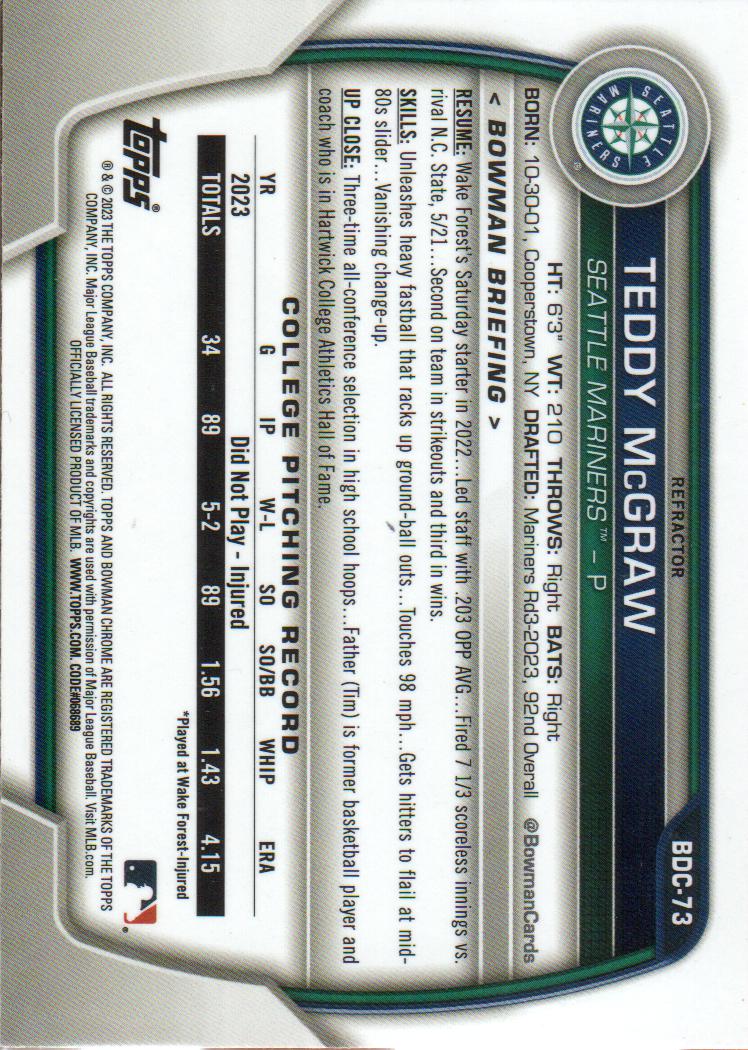 REFRACTOR
BDC-73
TEDDY McGRAW
SEATTLE MARINERS™ – P
SEATTLE
MARINERS
®
HT: 6'3" WT: 210 THROWS: Right BATS: Right
BORN: 10-30-01, Cooperstown, NY DRAFTED: Mariners Rd3-2023, 92nd Overall @BowmanCards
< BOWMAN BRIEFING >
RESUME: Wake Forest's Saturday starter in 2022...Led staff with .203 OPP AVG...Fired 7 1/3 scoreless innings vs.
rival N.C. State, 5/21...Second on team in strikeouts and third in wins.
SKILLS: Unleashes heavy fastball that racks up ground-ball outs...Touches 98 mph...Gets hitters to flail at mid-
80s slider...Vanishing change-up.
UP CLOSE: Three-time all-conference selection in high school hoops...Father (Tim) is former basketball player and
coach who is in Hartwick College Athletics Hall of Fame.
COLLEGE PITCHING RECORD
YR G IP W-L SO SO/BB WHIP ERA
2023 Did Not Play - Injured
TOTALS 34 89 5-2 89 1.56 1.43 4.15
*Played at Wake Forest-Injured
topps®
® & © 2023 THE TOPPS COMPANY, INC. ALL RIGHTS RESERVED. TOPPS AND BOWMAN CHROME ARE REGISTERED TRADEMARKS OF THE TOPPS
COMPANY, INC. Major League Baseball trademarks and copyrights are used with permission of Major League Baseball. Visit MLB.com.
OFFICIALLY LICENSED PRODUCT OF MLB. WWW.TOPPS.COM. CODE#068689
®